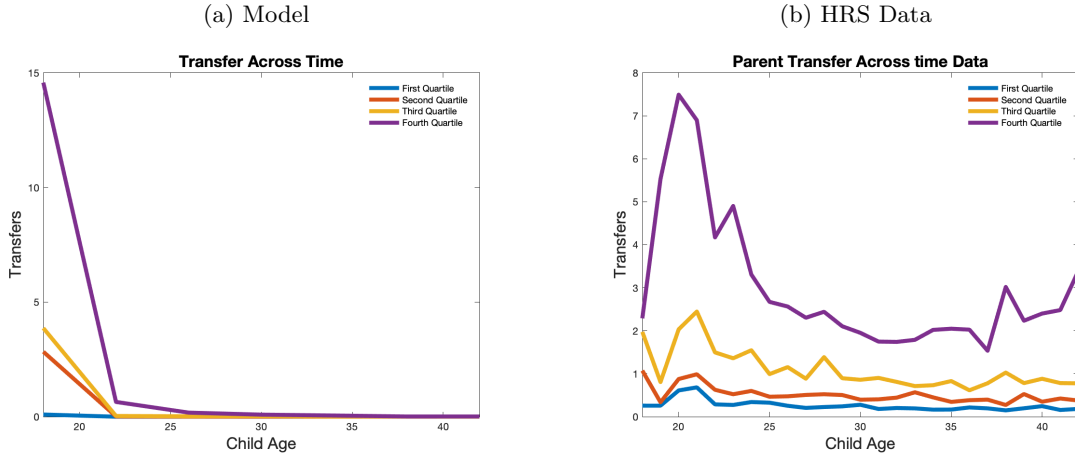 (a) Model
Transfer Across Time
15
10
5
0
20
25
30
35
40
Transfers
Child Age
First Quartile
Second Quartile
Third Quartile
Fourth Quartile
(b) HRS Data
Parent Transfer Across time Data
8
7
6
5
4
3
2
1
0
20
25
30
35
40
Transfers
Child Age
First Quartile
Second Quartile
Third Quartile
Fourth Quartile